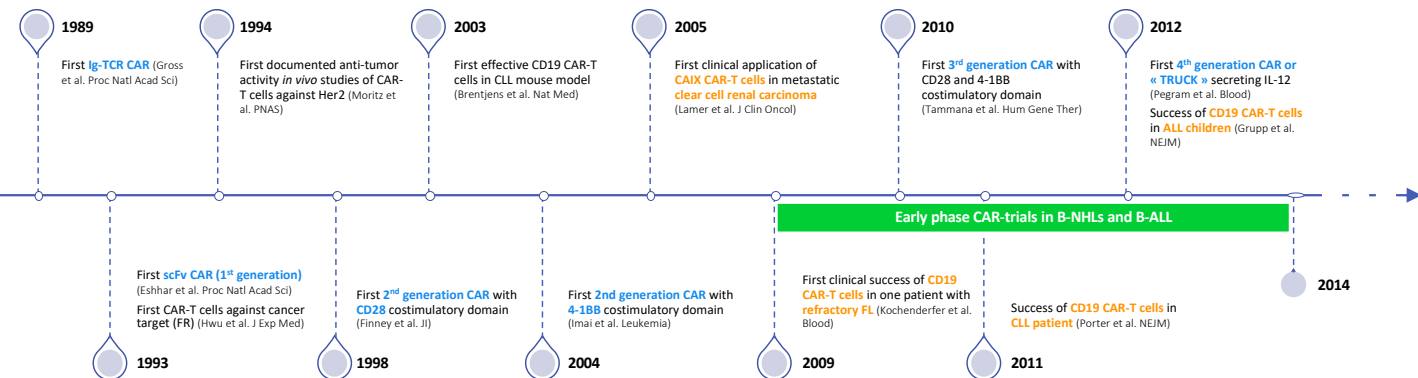 1989
First Ig-TCR CAR (Gross
et al. Proc Natl Acad Sci)
1994
First documented anti-tumor
activity in vivo studies of CAR-
T cells against Her2 (Moritz et
al. PNAS)
2003
First effective CD19 CAR-T
cells in CLL mouse model
(Brentjens et al. Nat Med)
2005
First clinical application of
CAIX CAR-T cells in metastatic
clear cell renal carcinoma
(Lamer et al. J Clin Oncol)
2010
First 3rd generation CAR with
CD28 and 4-1BB
costimulatory domain
(Tammana et al. Hum Gene Ther)
2012
First 4th generation CAR or
« TRUCK » secreting IL-12
(Pegram et al. Blood)
Success of CD19 CAR-T cells
in ALL children (Grupp et al.
NEJM)
Early phase CAR-trials in B-NHLs and B-ALL
First scFv CAR (1st generation)
(Eshhar et al. Proc Natl Acad Sci)
First CAR-T cells against cancer
target (FR) (Hwu et al. J Exp Med)
1993
First 2nd generation CAR with
CD28 costimulatory domain
(Finney et al. JI)
1998
First 2nd generation CAR with
4-1BB costimulatory domain
(Imai et al. Leukemia)
2004
First clinical success of CD19
CAR-T cells in one patient with
refractory FL (Kochenderfer et al.
Blood)
2009
Success of CD19 CAR-T cells in
CLL patient (Porter et al. NEJM)
2011
2014